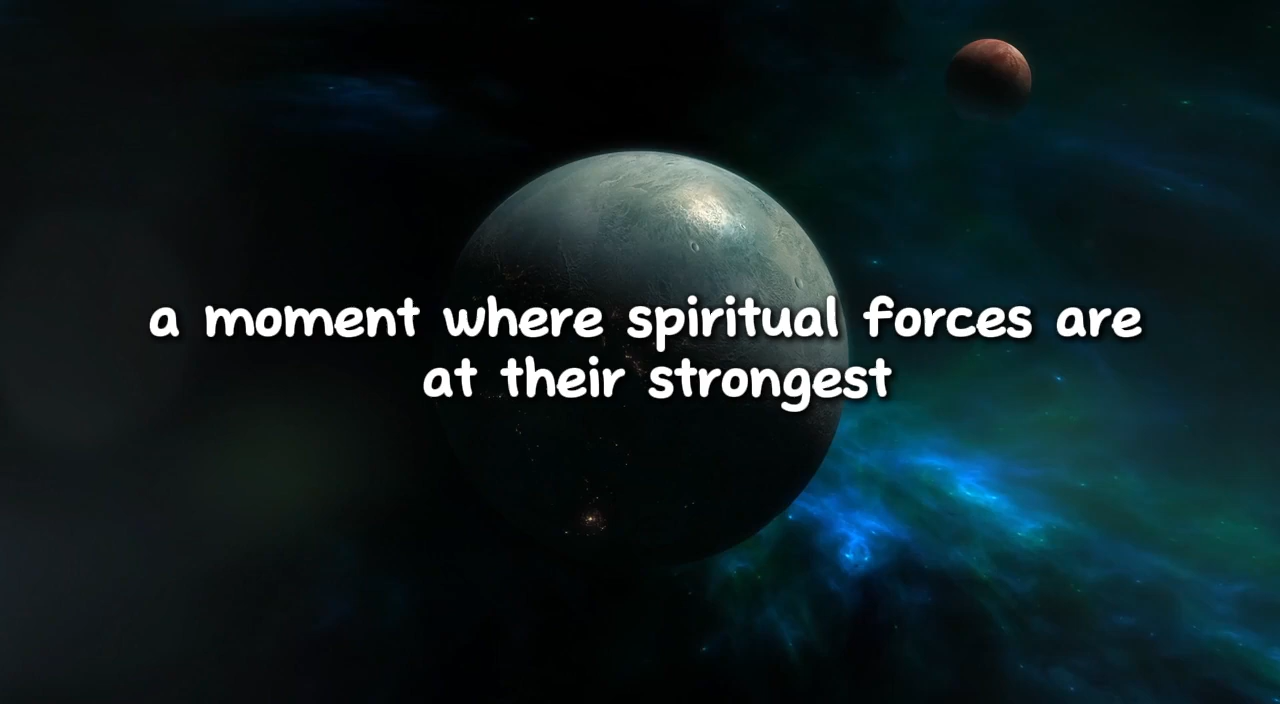 a moment where spiritual forces are
at their strongest